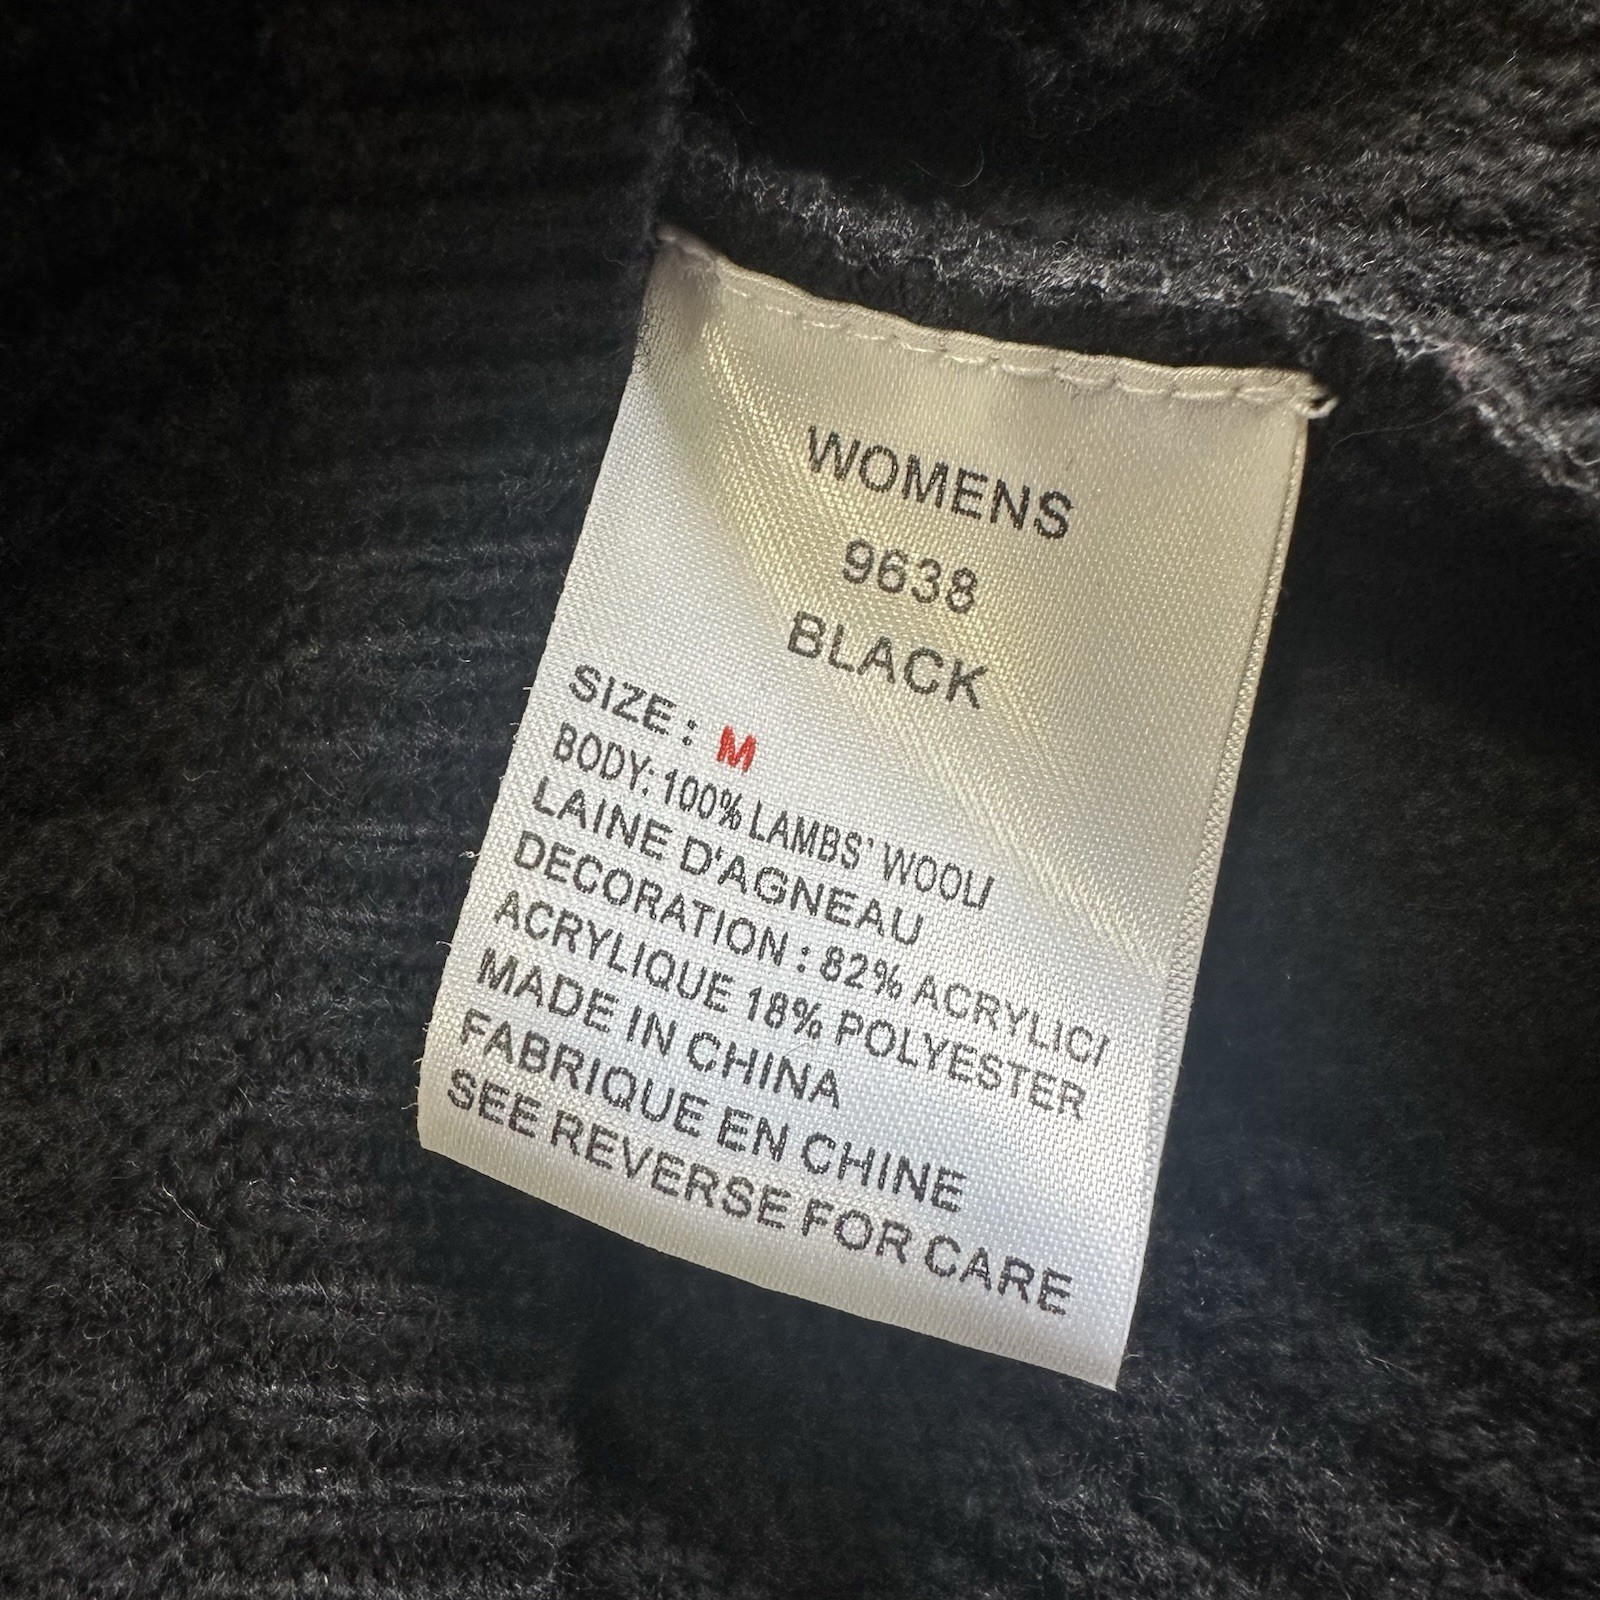 WOMENS
9638
BLACK
SIZE : M
BODY: 100% LAMBS' WOOL/
LAINE D'AGNEAU
DECORATION : 82% ACRYLIC/
ACRYLIQUE 18% POLYESTER
MADE IN CHINA
FABRIQUE EN CHINE
SEE REVERSE FOR CARE